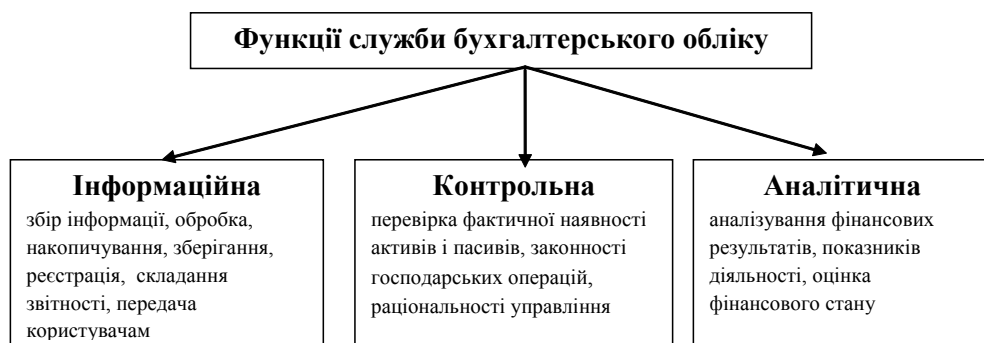 Функції служби бухгалтерського обліку
Інформаційна
збір інформації, обробка,
накопичування, зберігання,
реєстрація, складання
звітності, передача
користувачам
Контрольна
перевірка фактичної наявності
активів і пасивів, законності
господарських операцій,
раціональності управління
Аналітична
аналізування фінансових
результатів, показників
діяльності, оцінка
фінансового стану